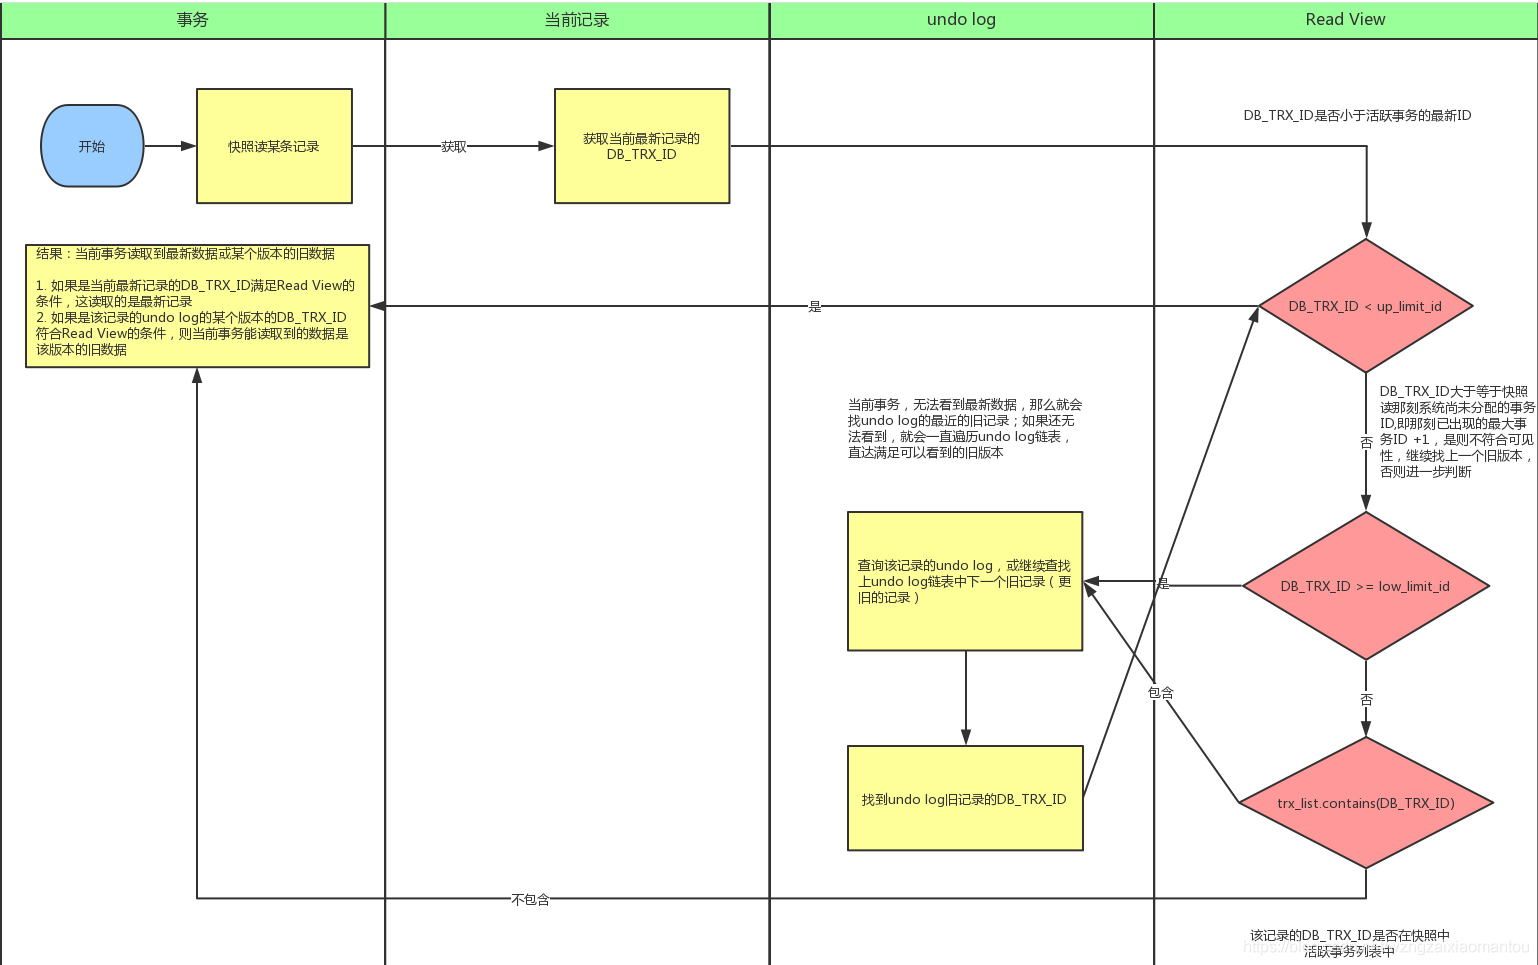 事务
当前记录
undo log
Read View
开始
快照读某条记录
获取
获取当前最新记录的
DB_TRX_ID
DB_TRX_ID是否小于活跃事务的最新ID
结果：当前事务读取到最新数据或某个版本的旧数据
1. 如果是当前最新记录的DB_TRX_ID满足Read View的
条件，这读取的是最新记录
2. 如果是该记录的undo log的某个版本的DB_TRX_ID
符合Read View的条件，则当前事务能读取到的数据是
该版本的旧数据
是
DB_TRX_ID < up_limit_id
当前事务，无法看到最新数据，那么就会
找undo log的最近的旧记录；如果还无
法看到，就会一直遍历undo log链表，
直达满足可以看到的旧版本
否
DB_TRX_ID大于等于快照
读那刻系统尚未分配的事务
ID,即那刻已出现的最大事
务ID +1，是则不符合可见
性，继续找上一个旧版本，
否则进一步判断
查询该记录的undo log，或继续查找
上undo log链表中下一个旧记录（更
旧的记录）
是
DB_TRX_ID >= low_limit_id
包含
否
找到undo log旧记录的DB_TRX_ID
trx_list.contains(DB_TRX_ID)
不包含
该记录的DB_TRX_ID是否在快照中
活跃事务列表中